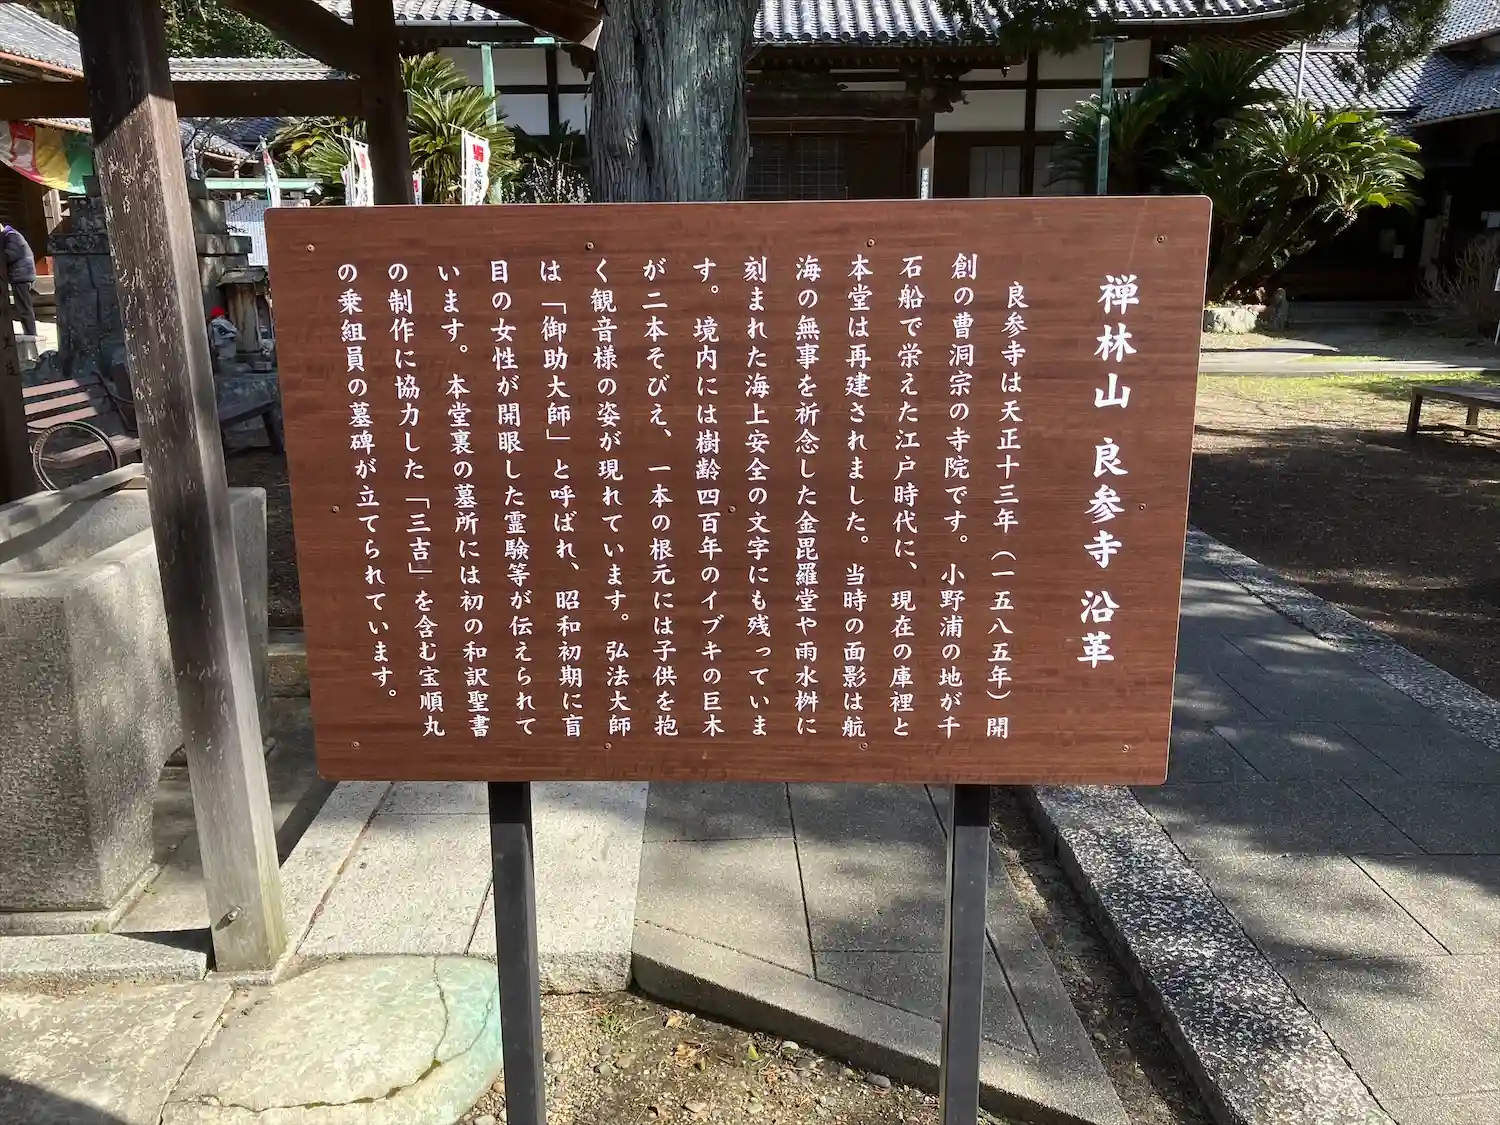 禅林山 良参寺 沿革
良参寺は天正十三年（一五八五年）開
創の曹洞宗の寺院です。小野浦の地が千
石船で栄えた江戸時代に、現在の庫裡と
本堂は再建されました。当時の面影は航
海の無事を祈念した金毘羅堂や雨水桝に
刻まれた海上安全の文字にも残っていま
す。境内には樹齢四百年のイブキの巨木
が二本そびえ、一本の根元には子供を抱
く観音様の姿が現れています。弘法大師
は「御助大師」と呼ばれ、昭和初期に盲
目の女性が開眼した霊験等が伝えられて
います。本堂裏の墓所には初の和訳聖書
の制作に協力した「三吉」を含む宝順丸
の乗組員の墓碑が立てられています。